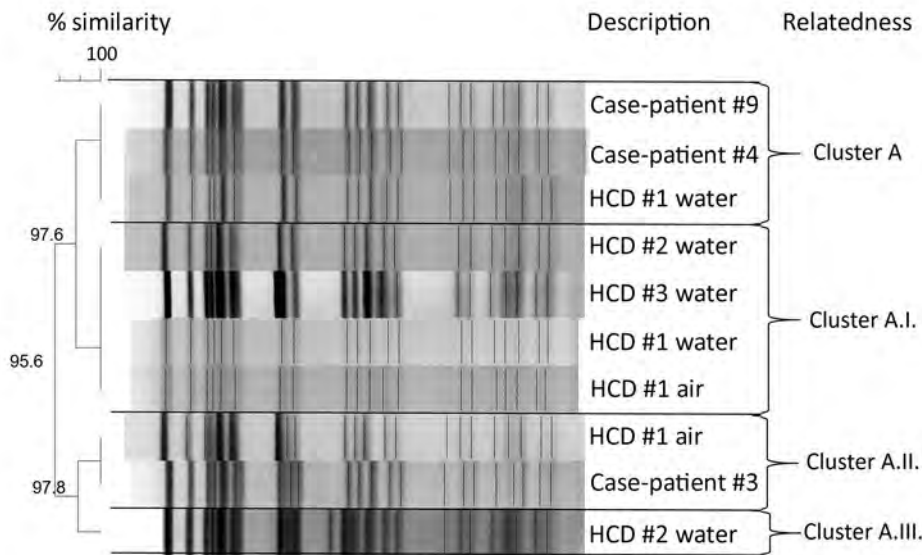 % similarity Description Relatedness
100
Case-patient #9
Case-patient #4
Cluster A
HCD #1 water
97.6
HCD #2 water
HCD #3 water
Cluster A.I.
HCD #1 water
95.6
HCD #1 air
HCD #1 air
Cluster A.II.
97.8
Case-patient #3
HCD #2 water
Cluster A.III.